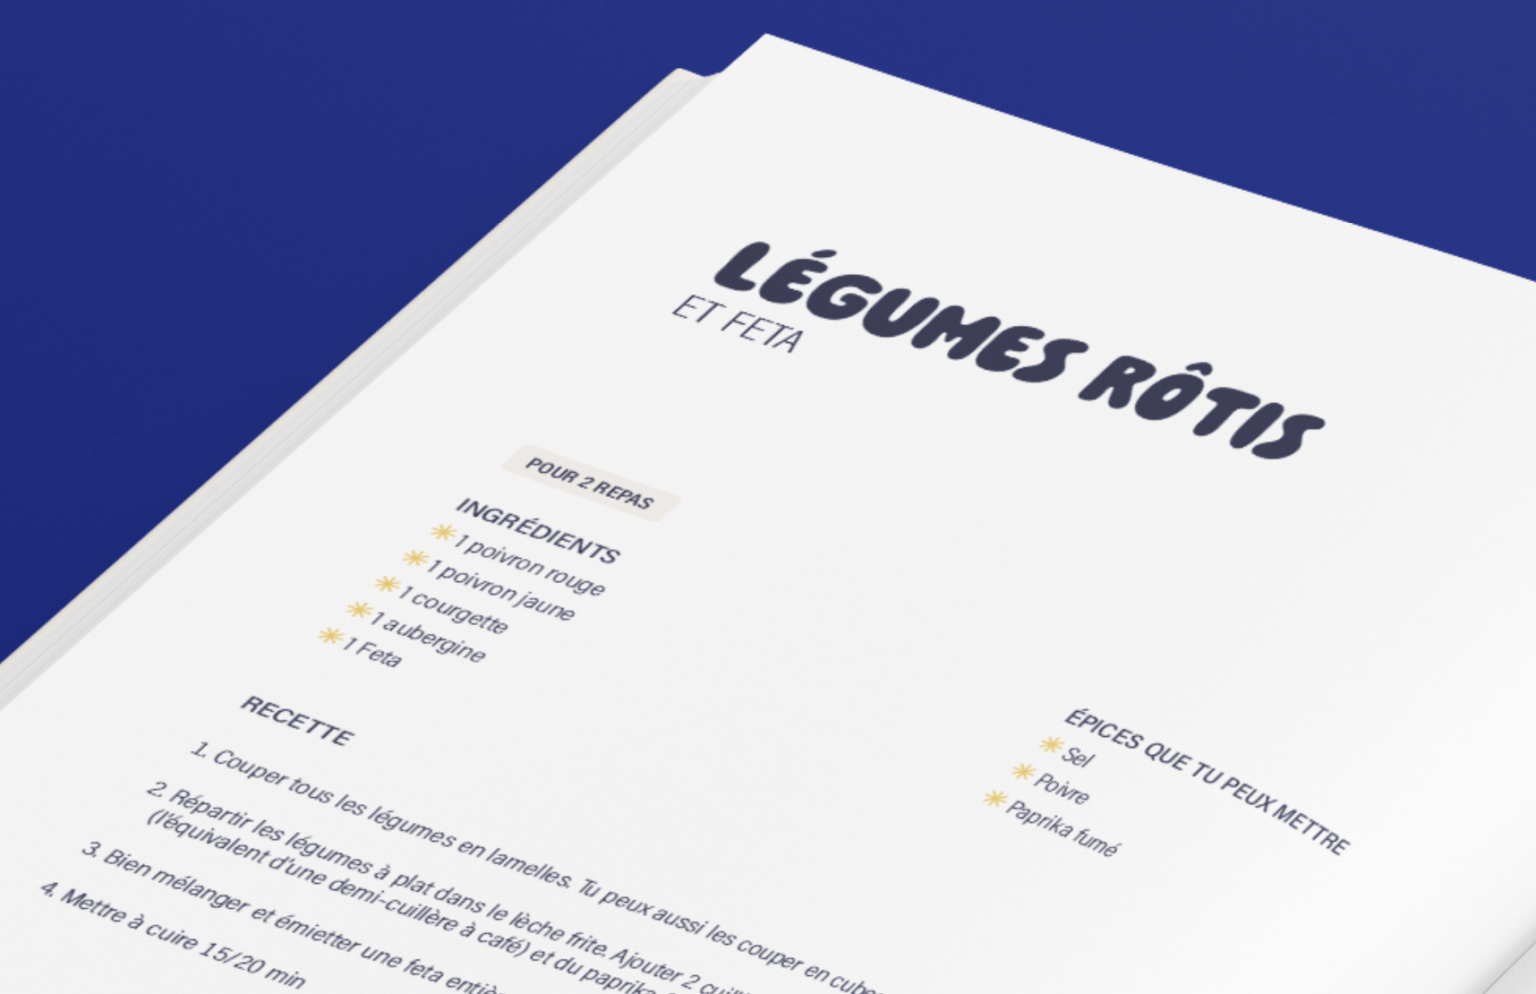 LÉGUMES RÔTIS
ET FETA
POUR 2 REPAS
INGRÉDIENTS
1 poivron rouge
1 poivron jaune
1 courgette
1 aubergine
1 Feta
ÉPICES QUE TU PEUX METTRE
Sel
Poivre
Paprika fumé
RECETTE
1. Couper tous les légumes en lamelles. Tu peux aussi les couper en
2. Répartir les légumes à plat dans le lèche frite. Ajouter 2
(l'équivalent d'une demi-cuillère à café) et du paprika
3. Bien mélanger et émietter une feta
4. Mettre à cuire 15/20 min